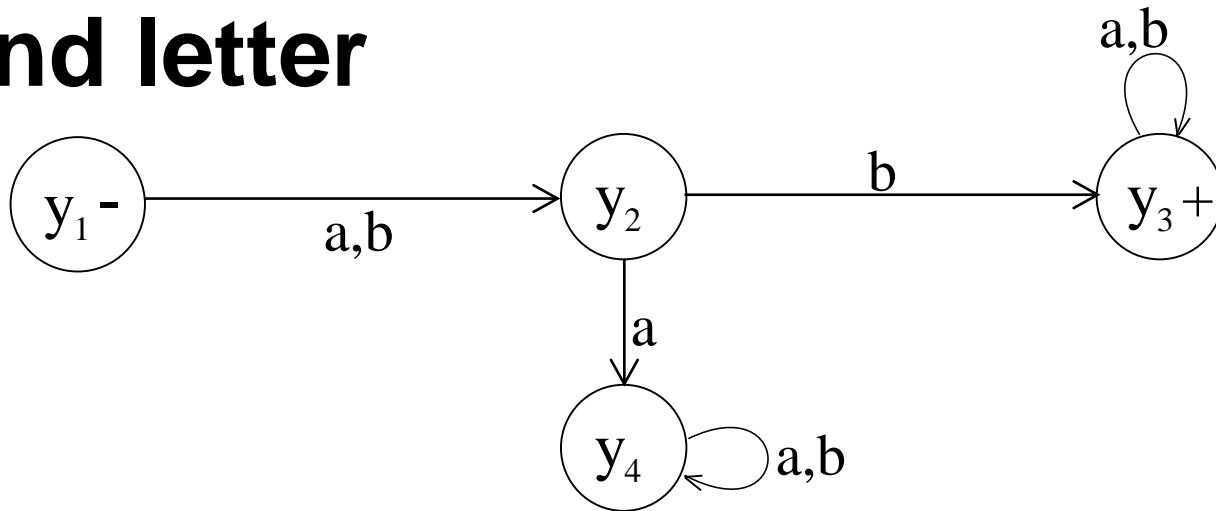 nd letter
a,b
y₁ -
a,b
y₂
b
y₃ +
a
y₄
a,b